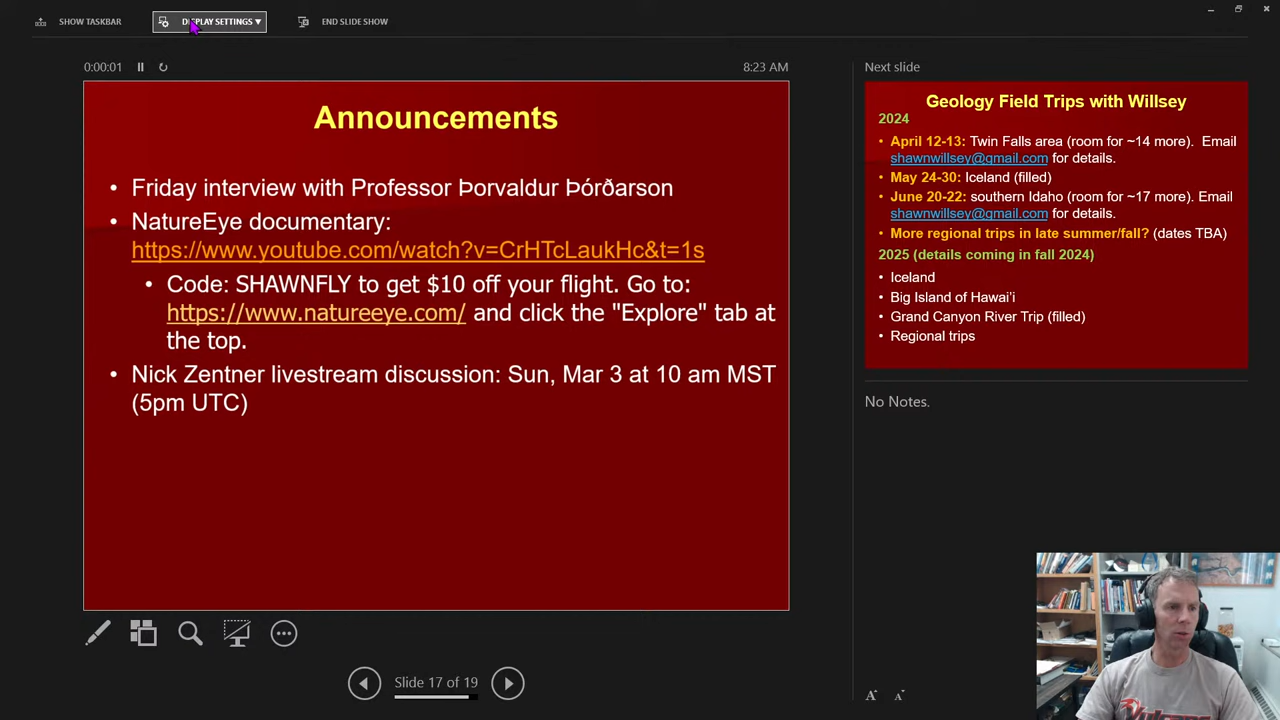 SHOW TASKBAR
DISPLAY SETTINGS ▼
END SLIDE SHOW
0:00:01
8:23 AM
Announcements
• Friday interview with Professor Þorvaldur Þórðarson
• NatureEye documentary:
https://www.youtube.com/watch?v=CrHTcLaukHc&t=1s
• Code: SHAWNFLY to get $10 off your flight. Go to:
https://www.natureeye.com/ and click the "Explore" tab at
the top.
• Nick Zentner livestream discussion: Sun, Mar 3 at 10 am MST
(5pm UTC)
Slide 17 of 19
Next slide
Geology Field Trips with Willsey
2024
• April 12-13: Twin Falls area (room for ~14 more). Email
shawnwillsey@gmail.com for details.
• May 24-30: Iceland (filled)
• June 20-22: southern Idaho (room for ~17 more). Email
shawnwillsey@gmail.com for details.
• More regional trips in late summer/fall? (dates TBA)
2025 (details coming in fall 2024)
• Iceland
• Big Island of Hawai'i
• Grand Canyon River Trip (filled)
• Regional trips
No Notes.
A A